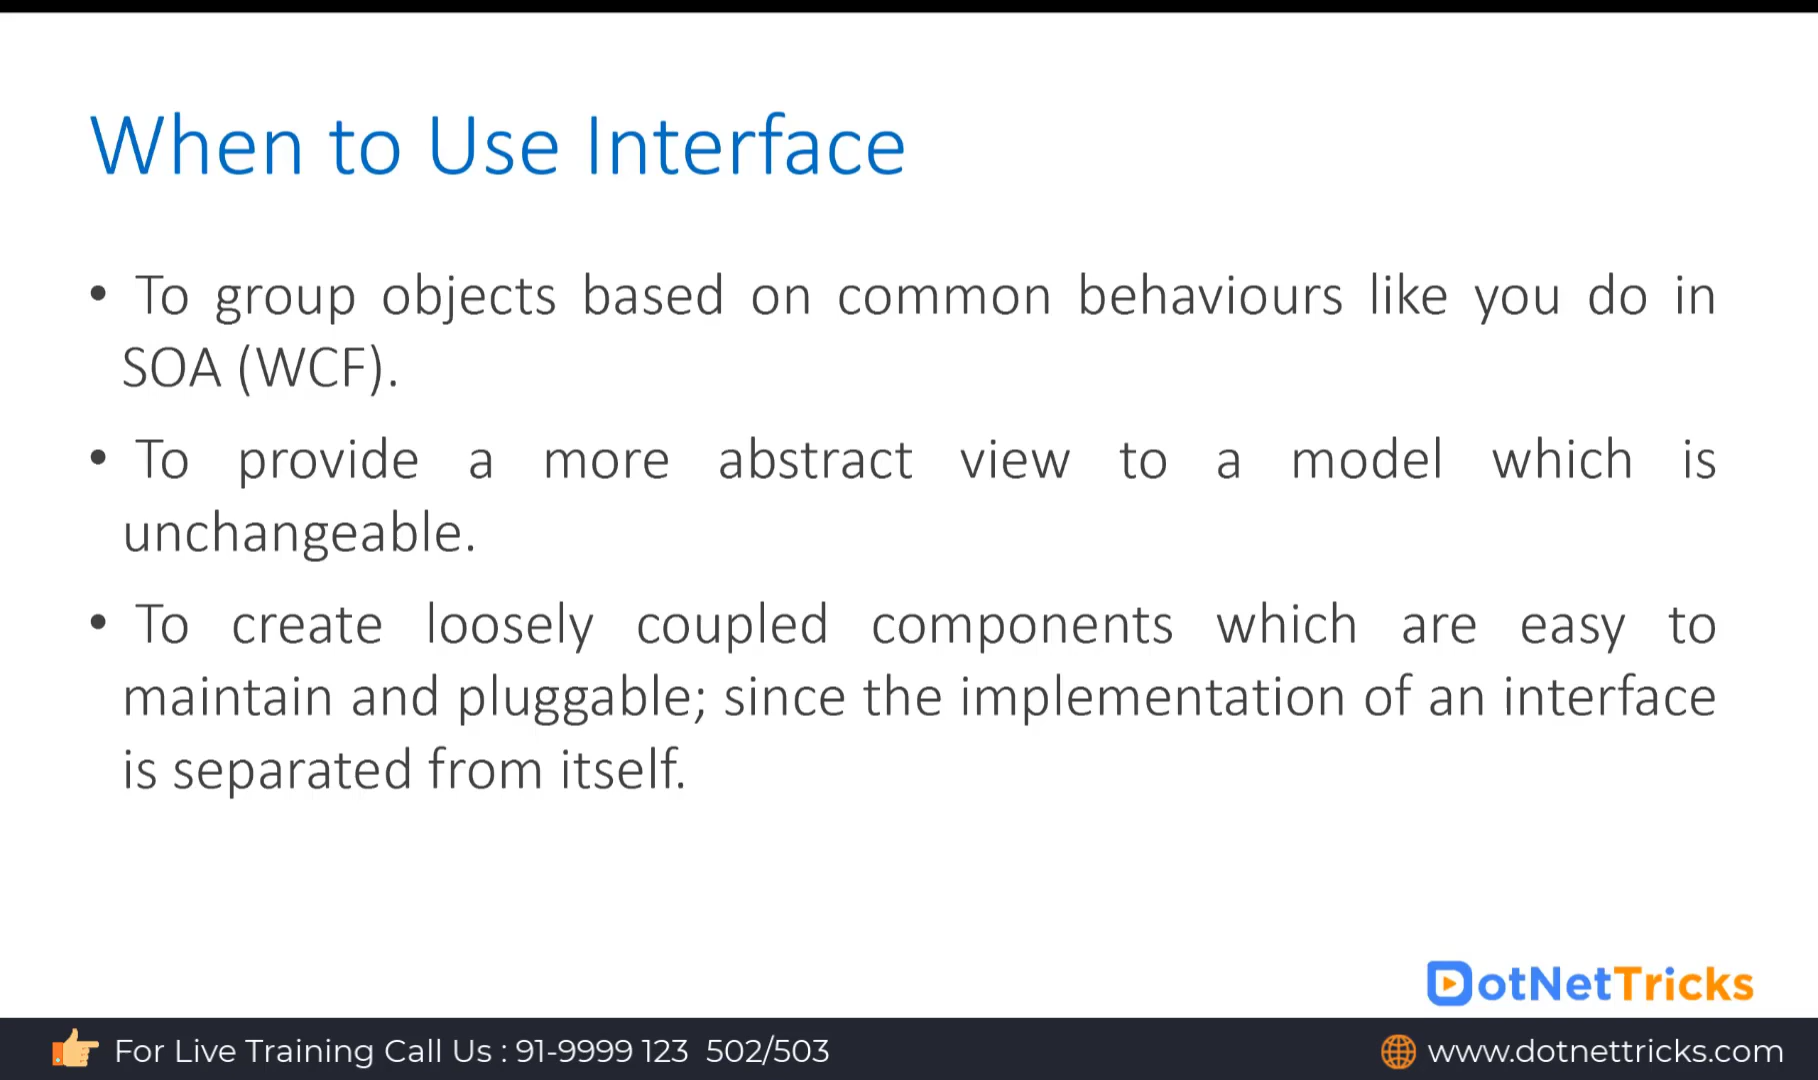 When to Use Interface
• To group objects based on common behaviours like you do in
SOA (WCF).
• To provide a more abstract view to a model which is
unchangeable.
• To create loosely coupled components which are easy to
maintain and pluggable; since the implementation of an interface
is separated from itself.
DotNetTricks
For Live Training Call Us : 91-9999 123 502/503
www.dotnettricks.com